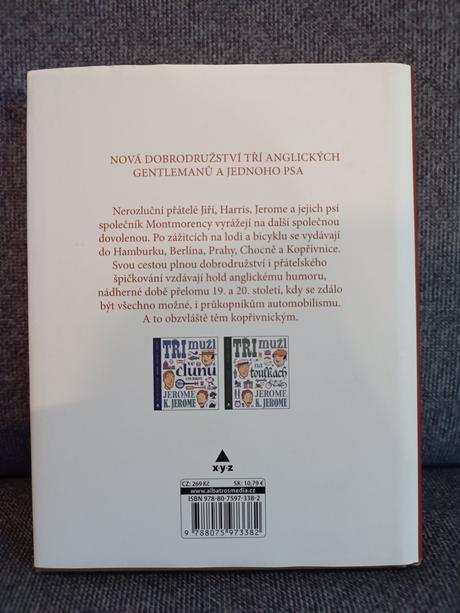 NOVÁ DOBRODRUŽSTVÍ TŘÍ ANGLICKÝCH
GENTLEMANŮ A JEDNOHO PSA
Nerozluční přátelé Jiří, Harris, Jerome a jejich psí
společník Montmorency vyrážejí na další společnou
dovolenou. Po zážitcích na lodi a bicyklu se vydávají
do Hamburku, Berlína, Prahy, Chocně a Kopřivnice.
Svou cestou plnou dobrodružství i přátelského
špičkování vzdávají hold anglickému humoru,
nádherné době přelomu 19. a 20. století, kdy se zdálo
být všechno možné, i průkopníkům automobilismu.
A to obzvláště těm kopřivnickým.
TŘI muži
ve
člunu
JEROME
K. JEROME
TŘI muži
na
toulkách
JEROME
K. JEROME
x·y·z
CZ: 269 Kč SK: 10,79 €
www.albatrosmedia.cz
ISBN 978-80-7597-338-2
9 788075 973382